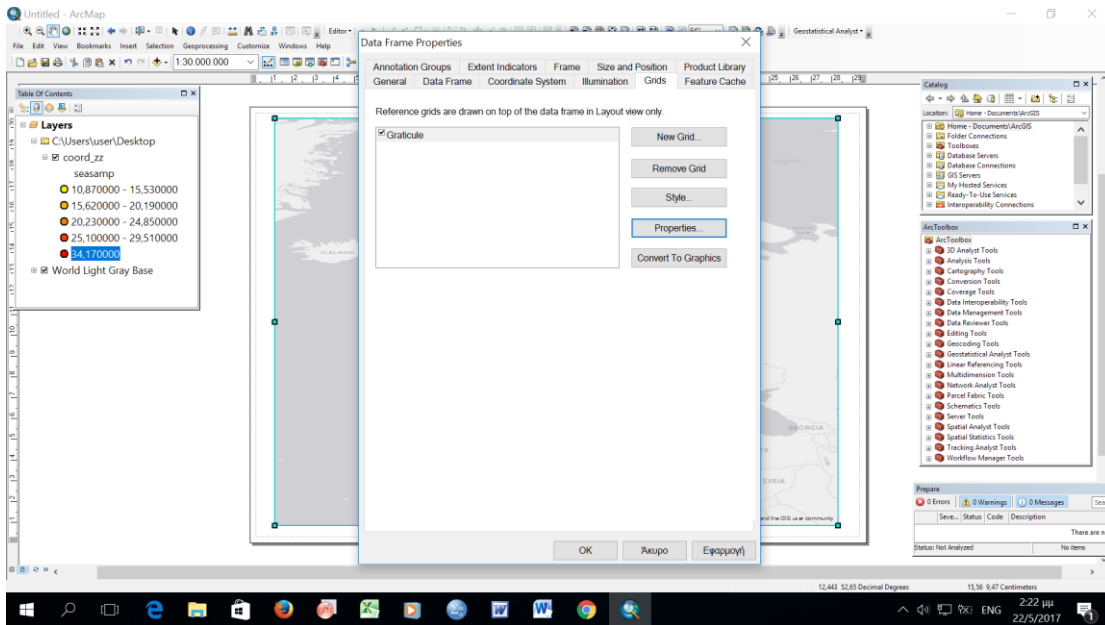 Untitled - ArcMap
Editor
Geostatistical Analyst
File Edit View Bookmarks Insert Selection Geoprocessing Customize Windows Help
1:30.000.000
Table Of Contents
Layers
C:\Users\user\Desktop
coord_zz
seasamp
10,870000 - 15,530000
15,620000 - 20,190000
20,230000 - 24,850000
25,100000 - 29,510000
34,170000
World Light Gray Base
ICELAND
Data Frame Properties
Annotation Groups Extent Indicators Frame Size and Position Product Library
General Data Frame Coordinate System Illumination Grids Feature Cache
Reference grids are drawn on top of the data frame in Layout view only.
Graticule
New Grid...
Remove Grid
Style...
Properties...
Convert To Graphics
OK Άκυρο Εφαρμογή
25 26 27 28 29
GEORGIA
SYRIA
and the GIS user community
Catalog
Location: Home - Documents\ArcGIS
Home - Documents\ArcGIS
Folder Connections
Toolboxes
Database Servers
Database Connections
GIS Servers
My Hosted Services
Ready-To-Use Services
Interoperability Connections
ArcToolbox
ArcToolbox
3D Analyst Tools
Analysis Tools
Cartography Tools
Conversion Tools
Coverage Tools
Data Interoperability Tools
Data Management Tools
Data Reviewer Tools
Editing Tools
Geocoding Tools
Geostatistical Analyst Tools
Linear Referencing Tools
Multidimension Tools
Network Analyst Tools
Parcel Fabric Tools
Schematics Tools
Server Tools
Spatial Analyst Tools
Spatial Statistics Tools
Tracking Analyst Tools
Workflow Manager Tools
Prepare
0 Errors 0 Warnings 0 Messages Sea
Seve... Status Code Description
There are n
Status: Not Analyzed No items
12,443 52,65 Decimal Degrees 15,56 9,47 Centimeters
ENG 2:22 μμ
22/5/2017